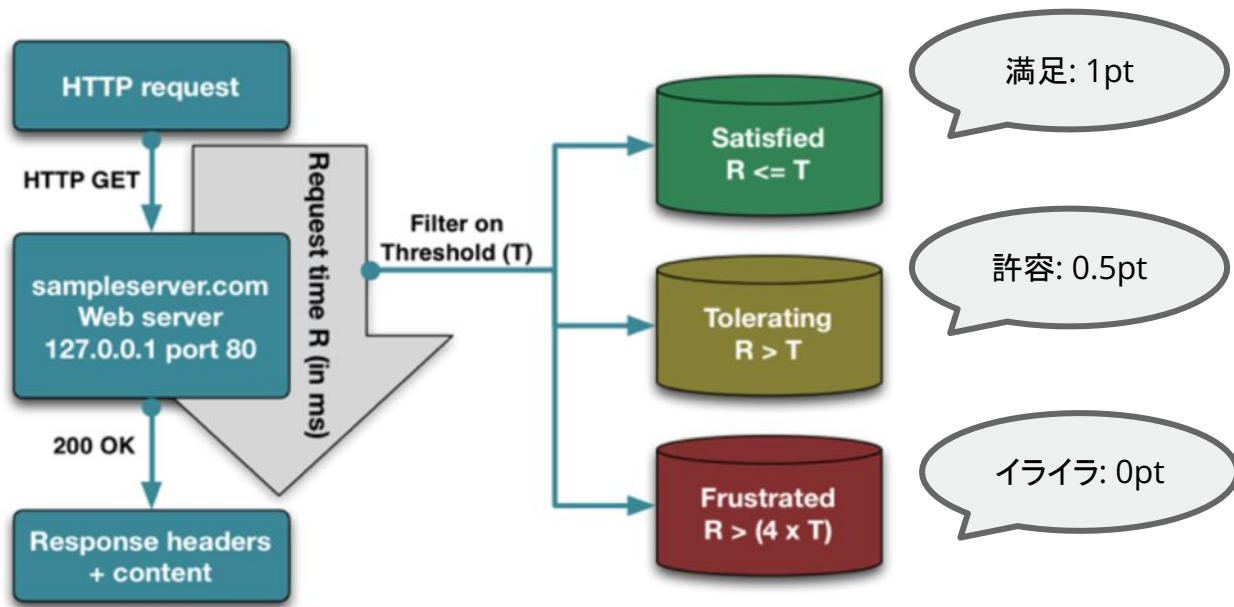 HTTP request
HTTP GET
sampleserver.com
Web server
127.0.0.1 port 80
200 OK
Response headers
+ content
Request time R (in ms)
Filter on
Threshold (T)
Satisfied
R <= T
満足: 1pt
Tolerating
R > T
許容: 0.5pt
Frustrated
R > (4 x T)
イライラ: 0pt